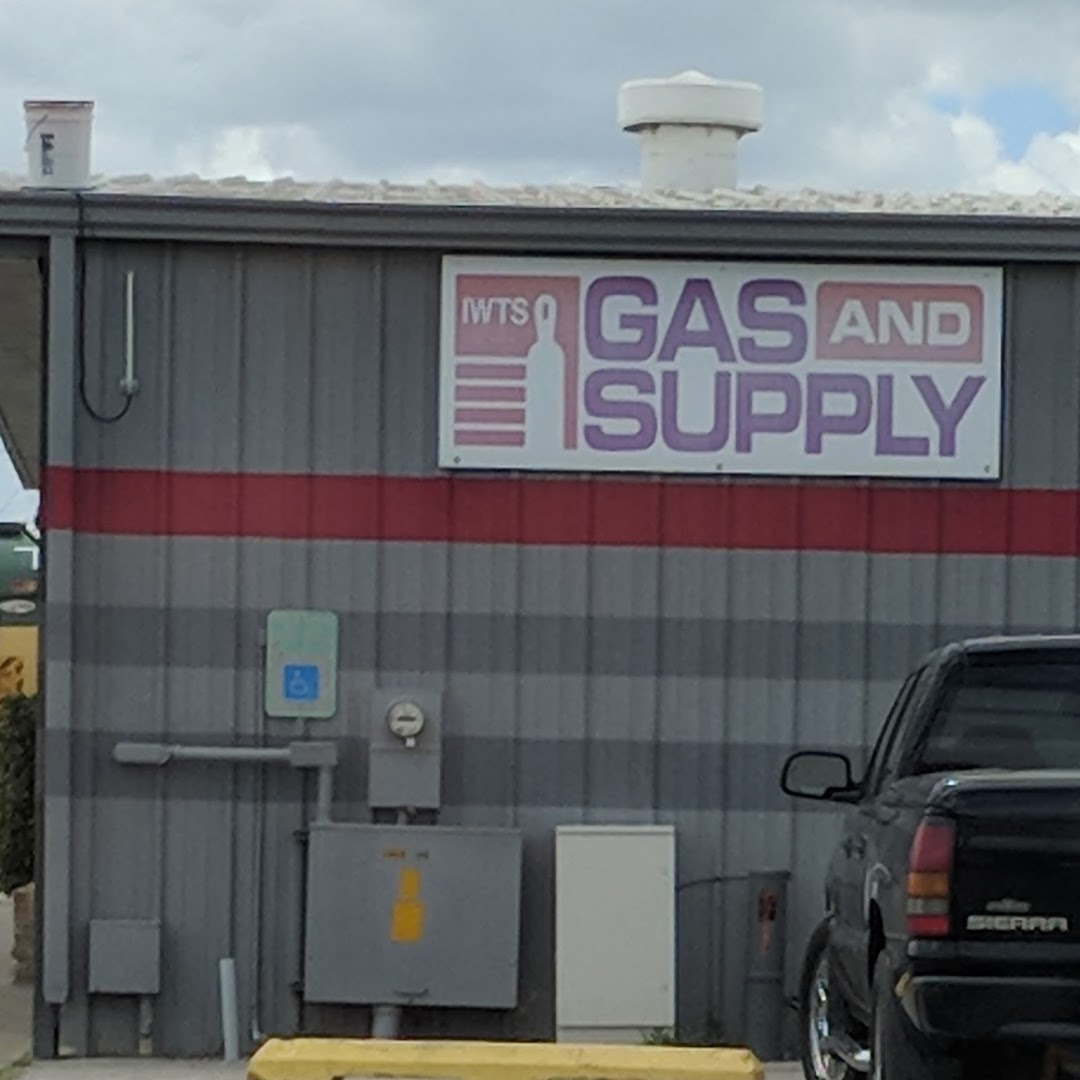 IWTS
GAS AND
SUPPLY
SIERRA